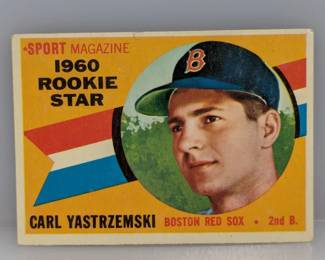 ★SPORT MAGAZINE
1960
ROOKIE
STAR
B
CARL YASTRZEMSKI BOSTON RED SOX • 2nd B.